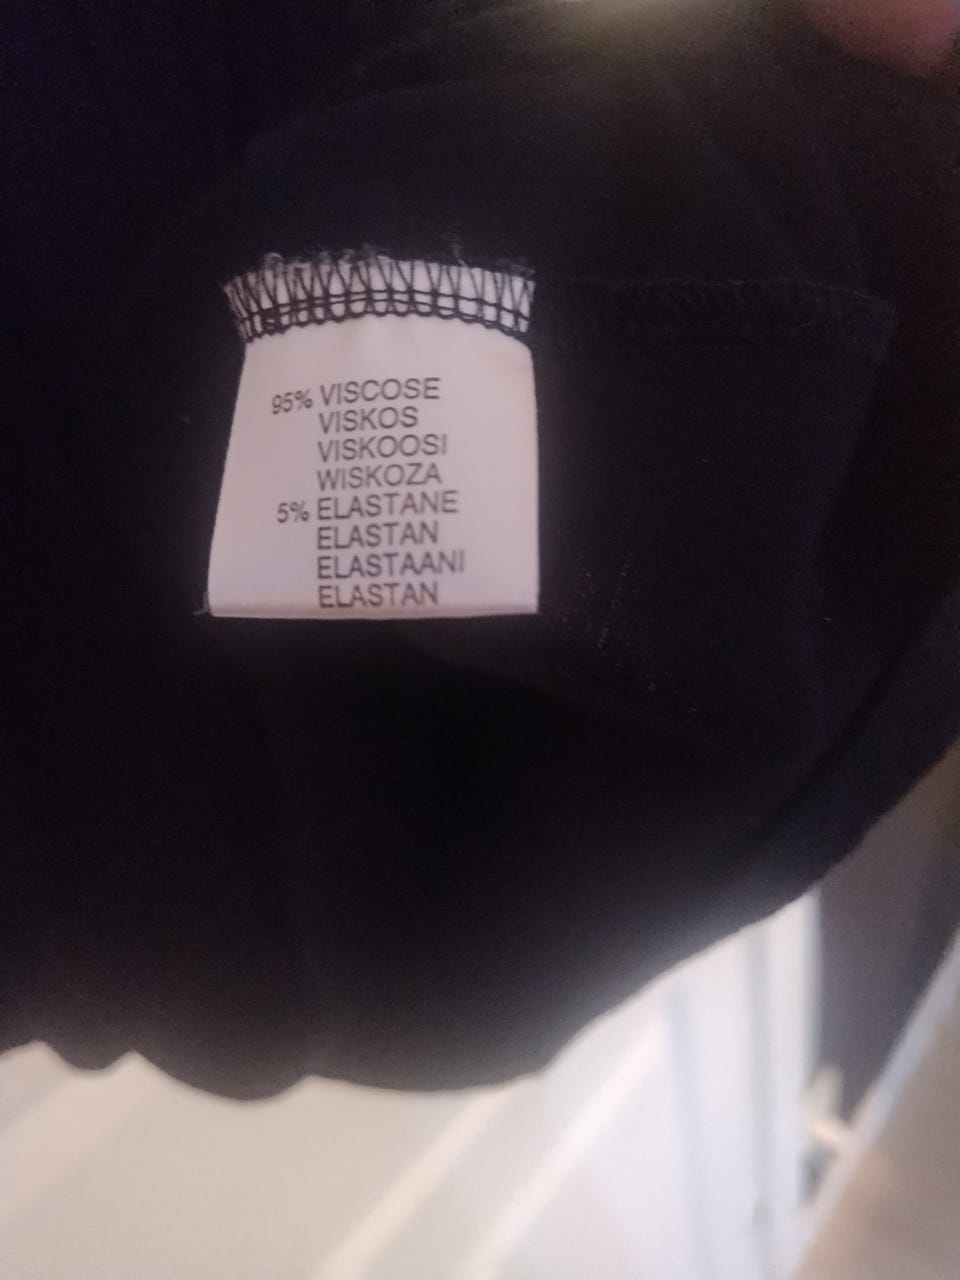 95% VISCOSE
VISKOS
VISKOOSI
WISKOZA
5% ELASTANE
ELASTAN
ELASTAANI
ELASTAN